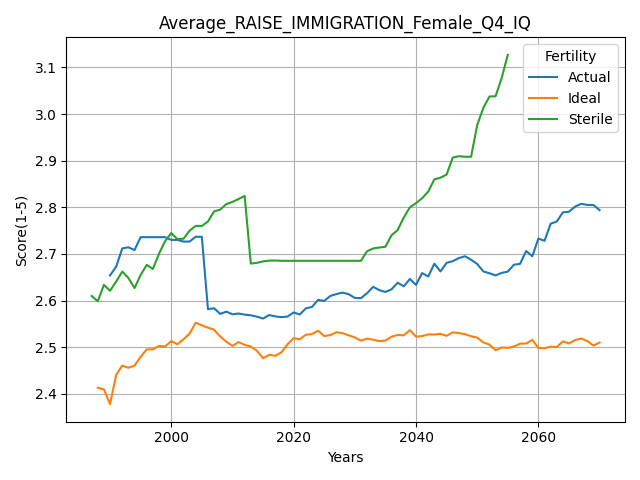 Average_RAISE_IMMIGRATION_Female_Q4_IQ
Fertility
Actual
Ideal
Sterile
Score(1-5)
3.1
3.0
2.9
2.8
2.7
2.6
2.5
2.4
2000
2020
2040
2060
Years